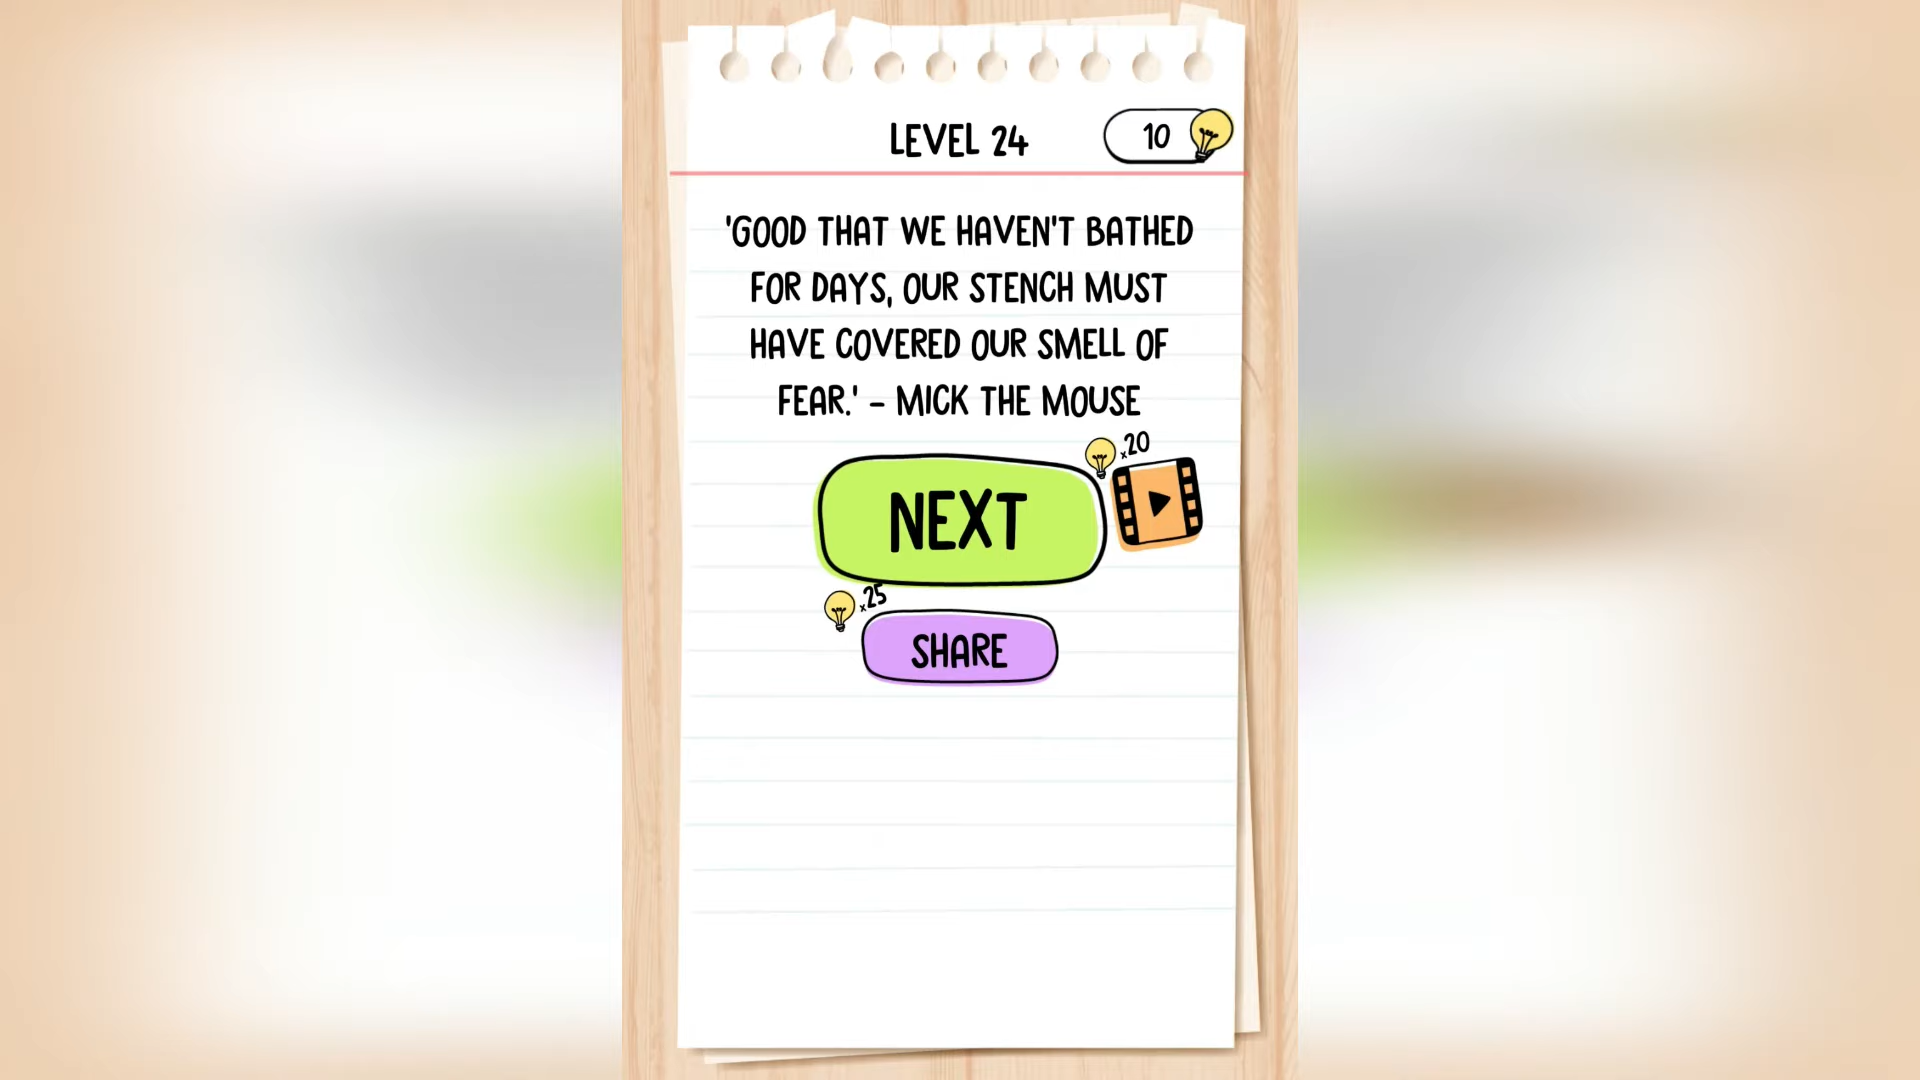 LEVEL 24
10
'GOOD THAT WE HAVEN'T BATHED
FOR DAYS, OUR STENCH MUST
HAVE COVERED OUR SMELL OF
FEAR.' - MICK THE MOUSE
x20
NEXT
x25
SHARE